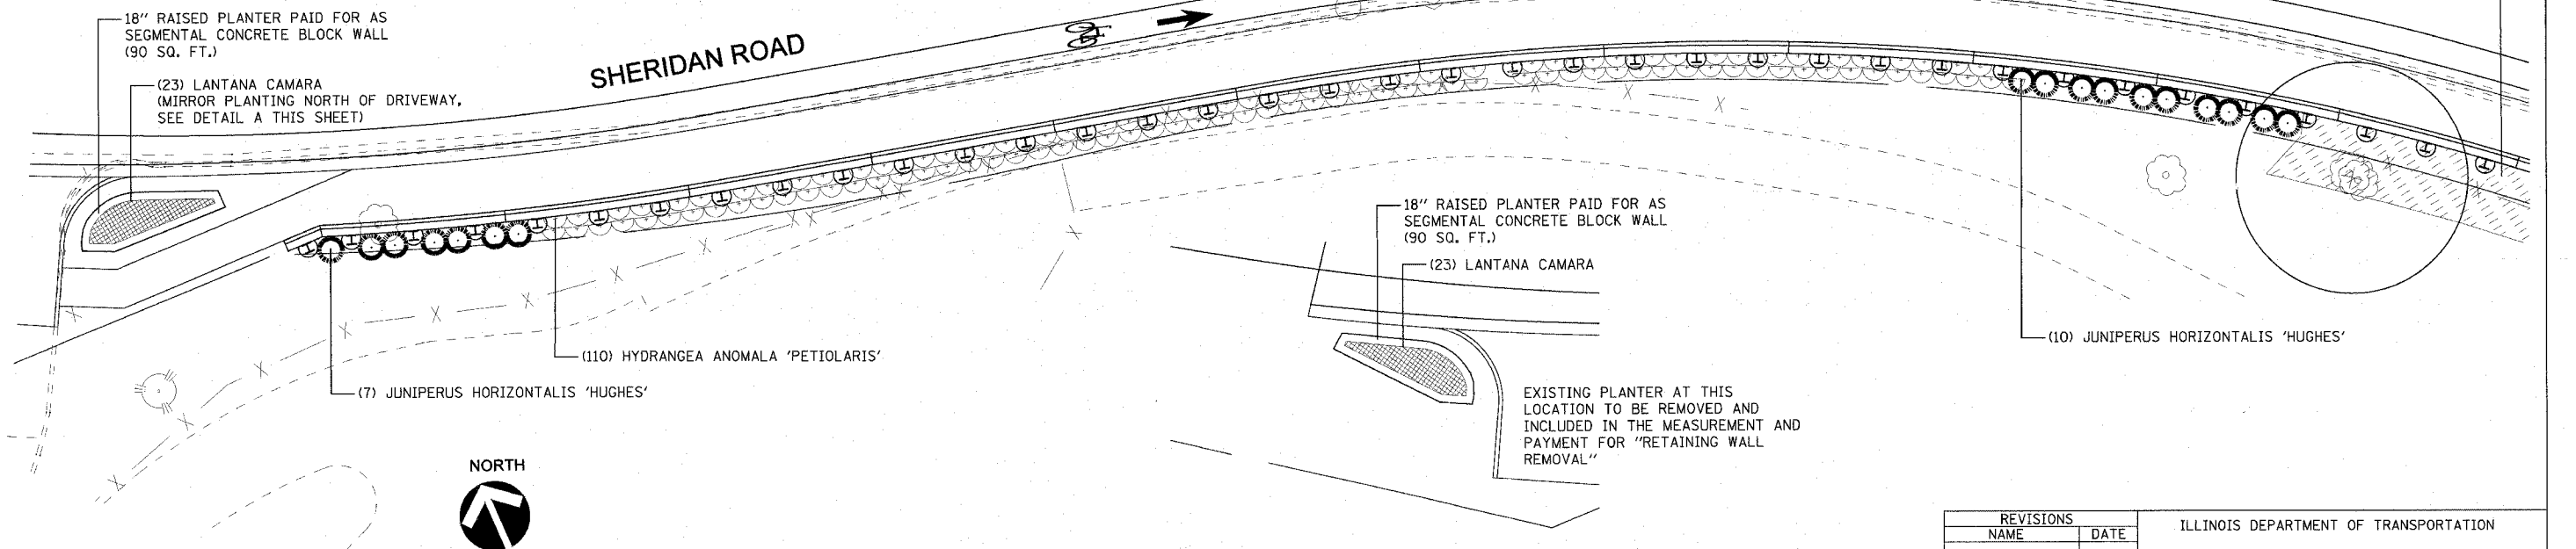 18" RAISED PLANTER PAID FOR AS
SEGMENTAL CONCRETE BLOCK WALL
(90 SQ. FT.)
(23) LANTANA CAMARA
(MIRROR PLANTING NORTH OF DRIVEWAY,
SEE DETAIL A THIS SHEET)
SHERIDAN ROAD
18" RAISED PLANTER PAID FOR AS
SEGMENTAL CONCRETE BLOCK WALL
(90 SQ. FT.)
(23) LANTANA CAMARA
(10) JUNIPERUS HORIZONTALIS 'HUGHES'
(110) HYDRANGEA ANOMALA 'PETIOLARIS'
(7) JUNIPERUS HORIZONTALIS 'HUGHES'
EXISTING PLANTER AT THIS
LOCATION TO BE REMOVED AND
INCLUDED IN THE MEASUREMENT AND
PAYMENT FOR "RETAINING WALL
REMOVAL"
NORTH
REVISIONS
NAME DATE
ILLINOIS DEPARTMENT OF TRANSPORTATION